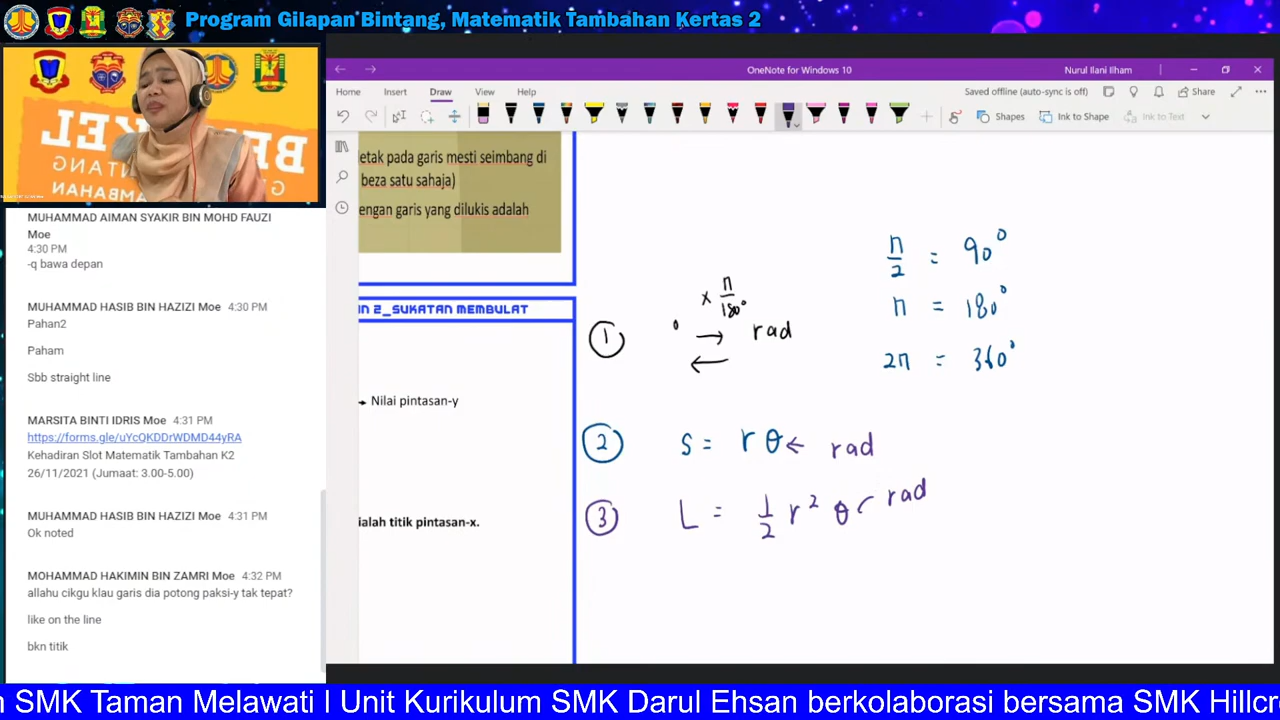 Program Gilapan Bintang, Matematik Tambahan Kertas 2
OneNote for Windows 10
Nurul Ilani Ilham
Home Insert Draw View Help
Saved offline (auto-sync is off)
Share
Shapes
Ink to Shape
Ink to Text
MUHAMMAD AIMAN SYAKIR BIN MOHD FAUZI
Moe
4:30 PM
-q bawa depan
MUHAMMAD HASIB BIN HAZIZI Moe 4:30 PM
Pahan2
Paham
Sbb straight line
MARSITA BINTI IDRIS Moe 4:31 PM
https://forms.gle/uYcQKDDrWDMD44yRA
Kehadiran Slot Matematik Tambahan K2
26/11/2021 (Jumaat: 3.00-5.00)
MUHAMMAD HASIB BIN HAZIZI Moe 4:31 PM
Ok noted
MOHAMMAD HAKIMIN BIN ZAMRI Moe 4:32 PM
allahu cikgu klau garis dia potong paksi-y tak tepat?
like on the line
bkn titik
letak pada garis mesti seimbang di
beza satu sahaja)
engan garis yang dilukis adalah
N 2_SUKATAN MEMBULAT
→ Nilai pintasan-y
ialah titik pintasan-x.
① × π/180°
° → rad
←
π/2 = 90°
π = 180°
2π = 360°
② s = rθ ← rad
③ L = 1/2 r² θ rad
n SMK Taman Melawati I Unit Kurikulum SMK Darul Ehsan berkolaborasi bersama SMK Hillcr